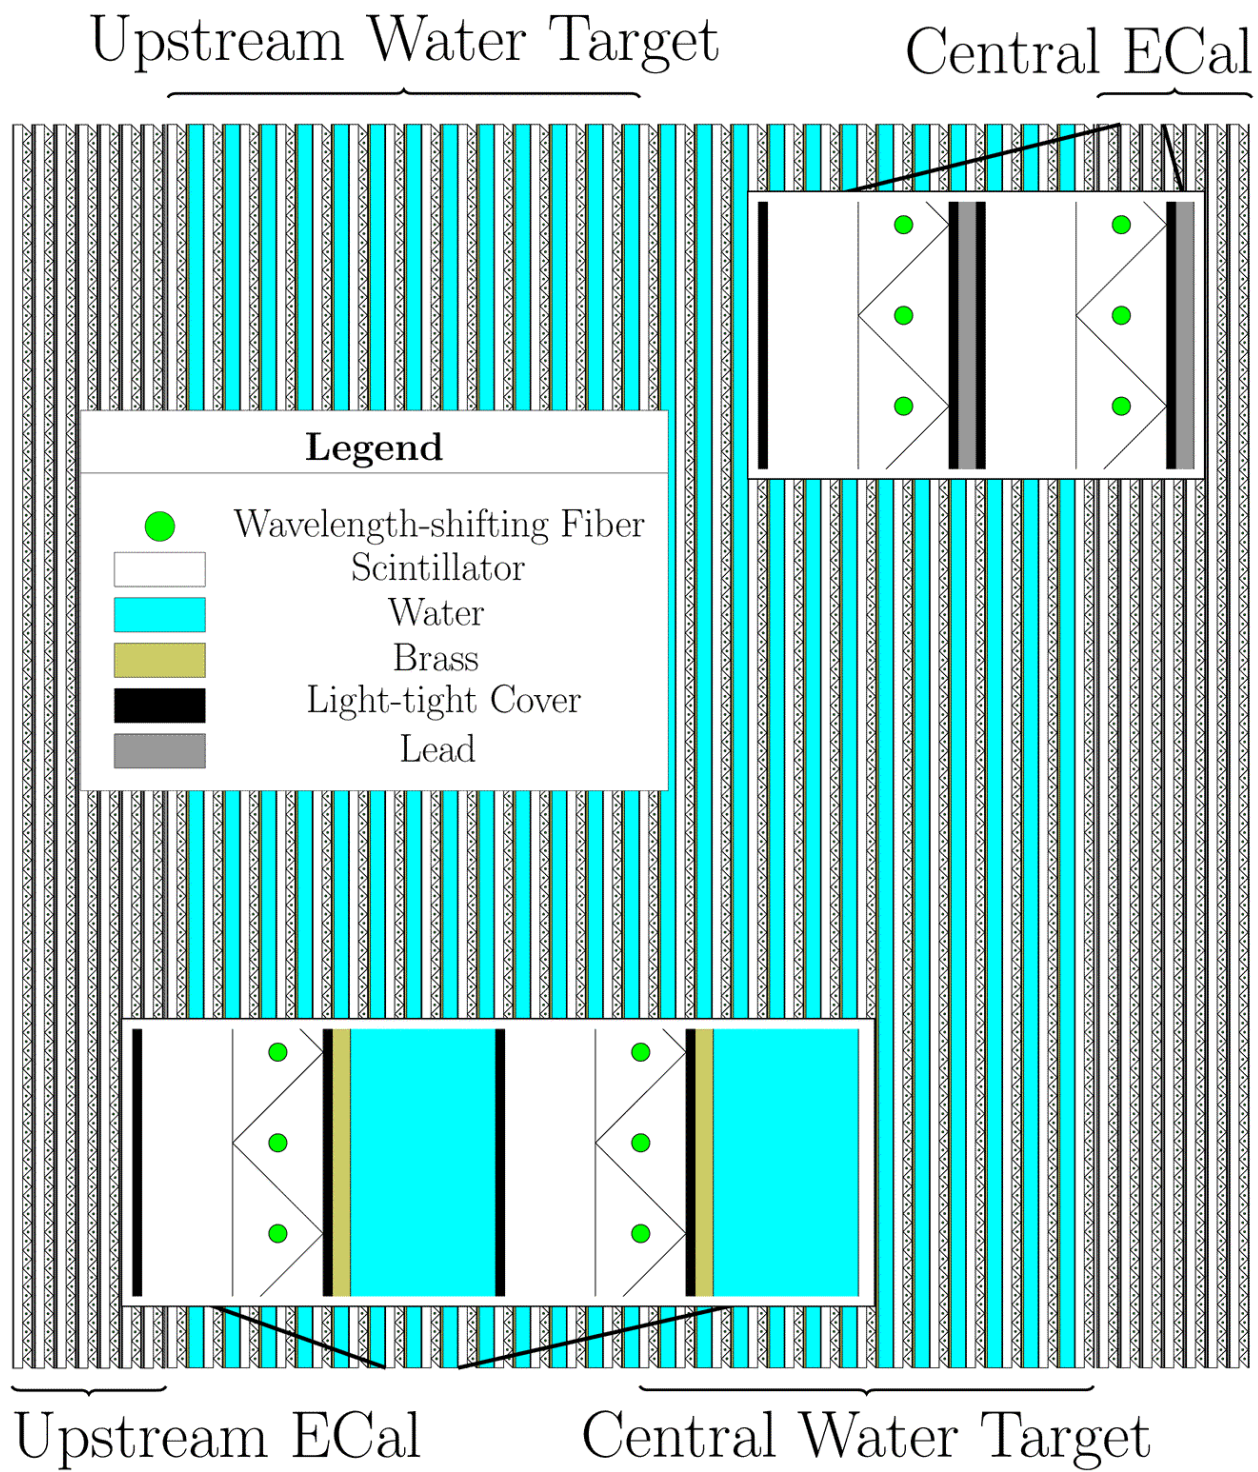 Upstream Water Target
Central ECal
Legend
Wavelength-shifting Fiber
Scintillator
Water
Brass
Light-tight Cover
Lead
Upstream ECal
Central Water Target